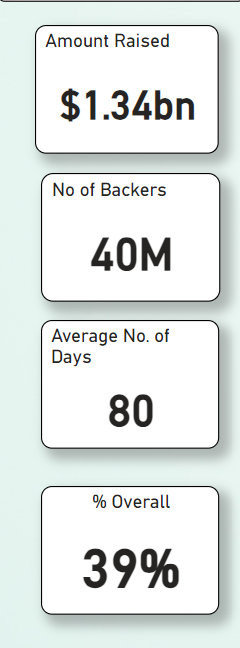 Amount Raised
$1.34bn
No of Backers
40M
Average No. of
Days
80
% Overall
39%